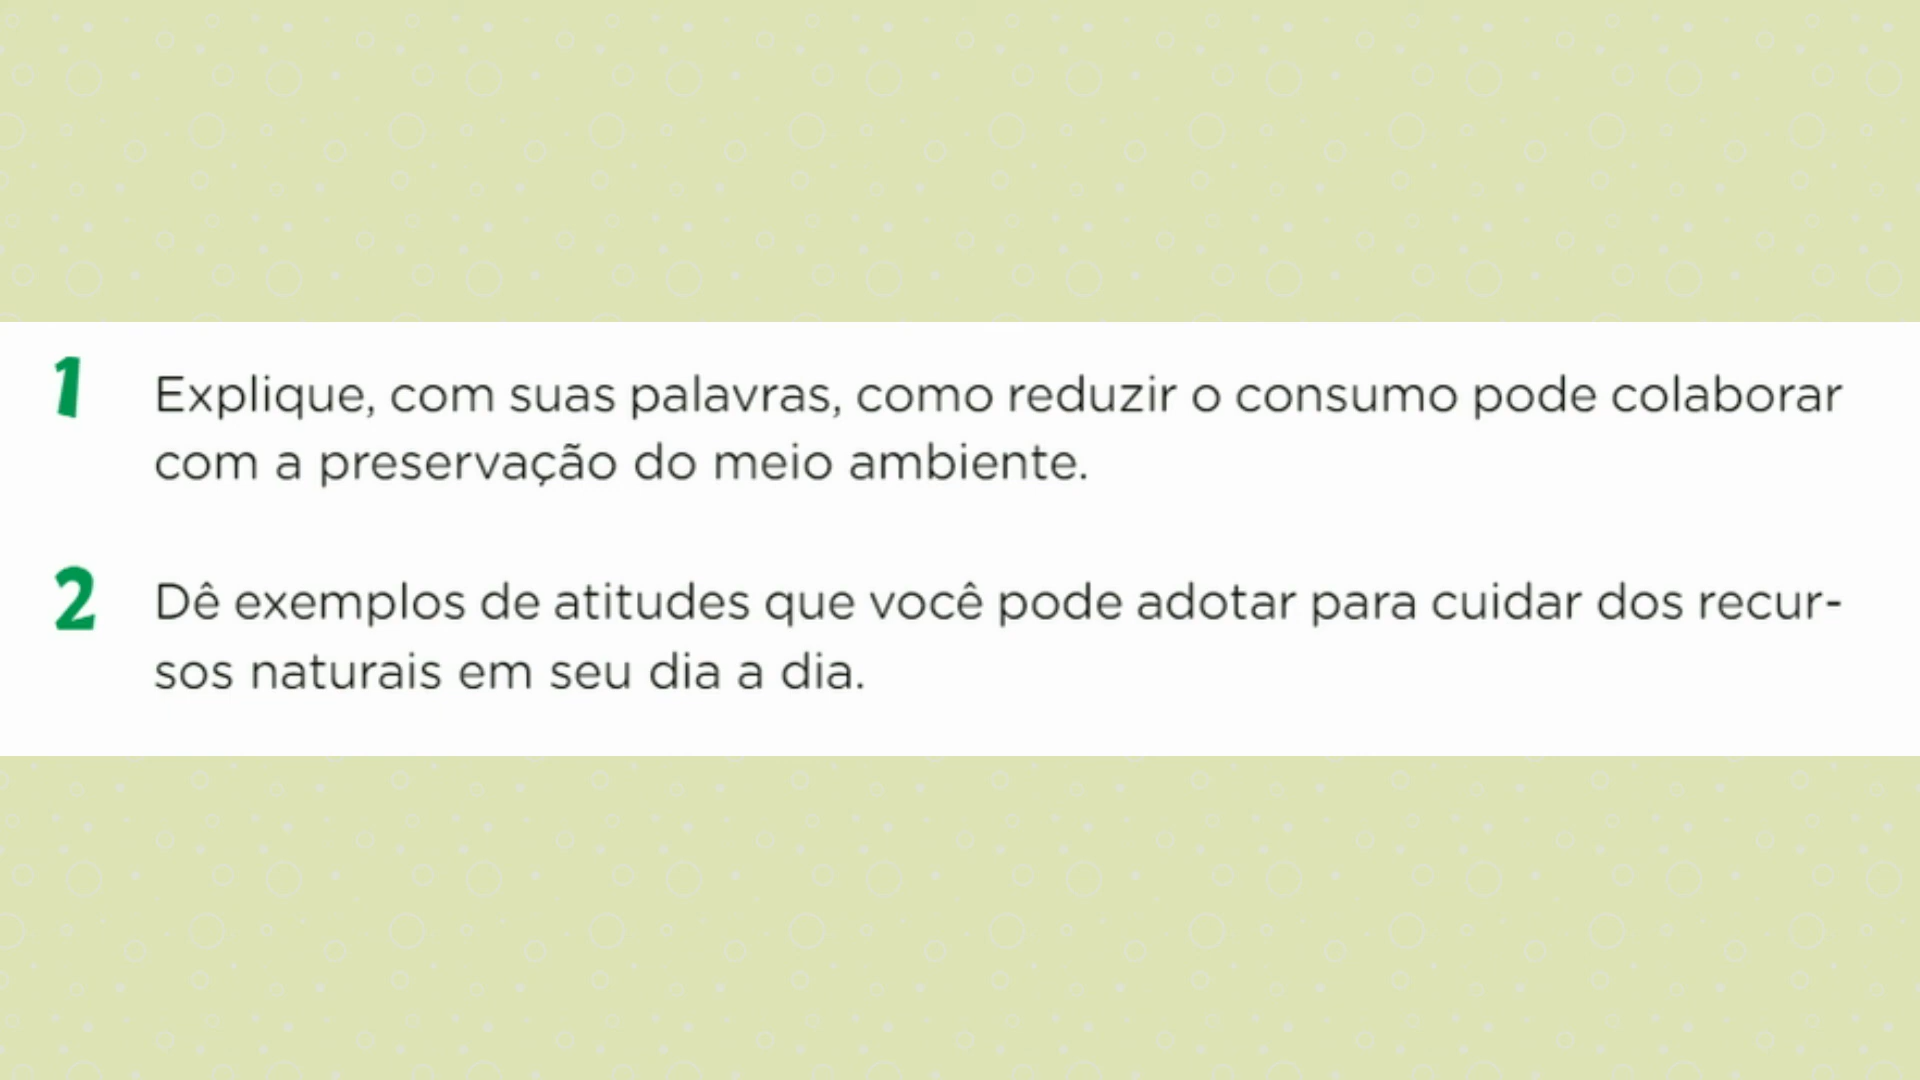 1 Explique, com suas palavras, como reduzir o consumo pode colaborar
com a preservação do meio ambiente.
2 Dê exemplos de atitudes que você pode adotar para cuidar dos recur-
sos naturais em seu dia a dia.